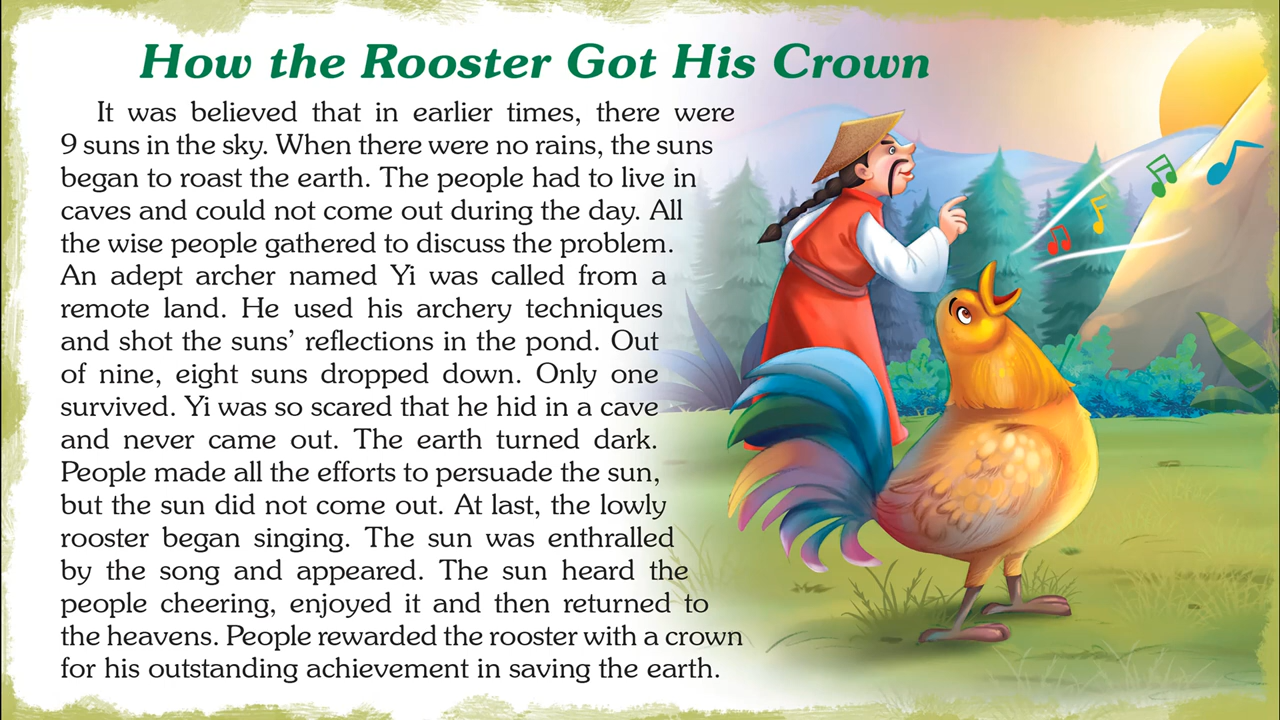 How the Rooster Got His Crown
It was believed that in earlier times, there were
9 suns in the sky. When there were no rains, the suns
began to roast the earth. The people had to live in
caves and could not come out during the day. All
the wise people gathered to discuss the problem.
An adept archer named Yi was called from a
remote land. He used his archery techniques
and shot the suns’ reflections in the pond. Out
of nine, eight suns dropped down. Only one
survived. Yi was so scared that he hid in a cave
and never came out. The earth turned dark.
People made all the efforts to persuade the sun,
but the sun did not come out. At last, the lowly
rooster began singing. The sun was enthralled
by the song and appeared. The sun heard the
people cheering, enjoyed it and then returned to
the heavens. People rewarded the rooster with a crown
for his outstanding achievement in saving the earth.